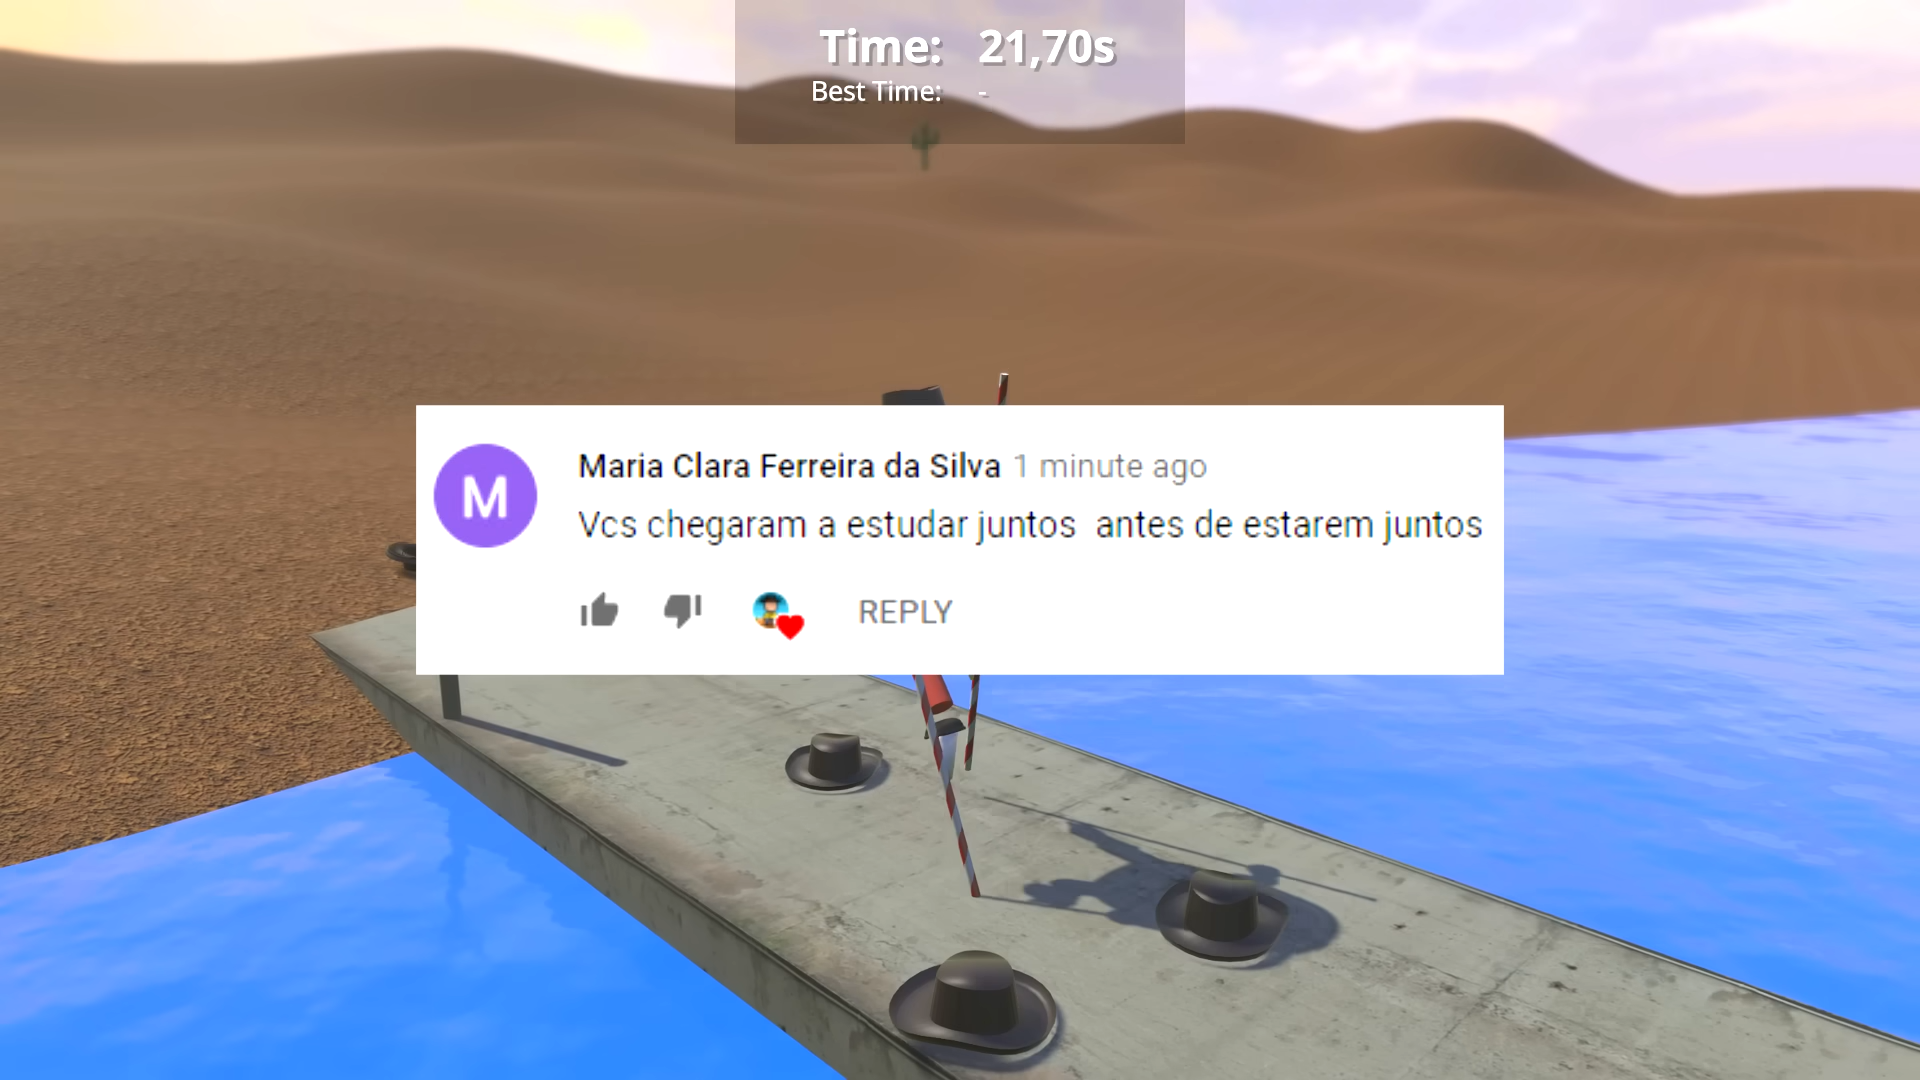 Time: 21,70s
Best Time: -
Maria Clara Ferreira da Silva 1 minute ago
M
Vcs chegaram a estudar juntos  antes de estarem juntos
REPLY